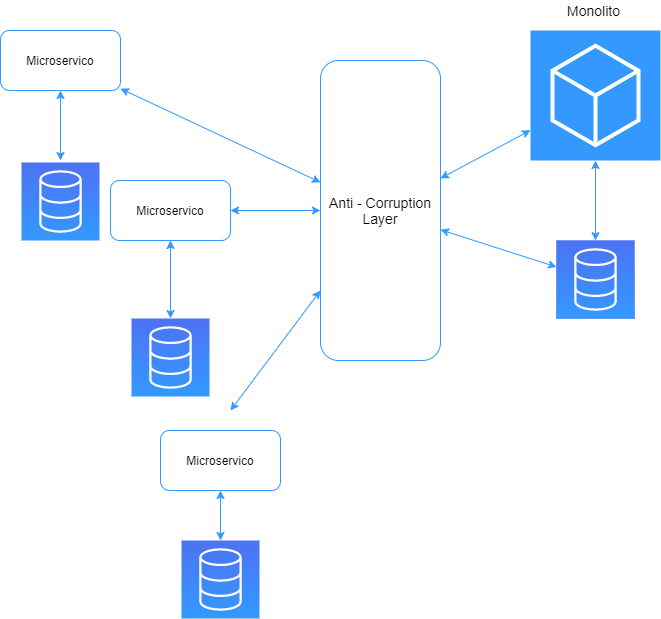 Monolito
Microservico
Anti - Corruption
Layer
Microservico
Microservico